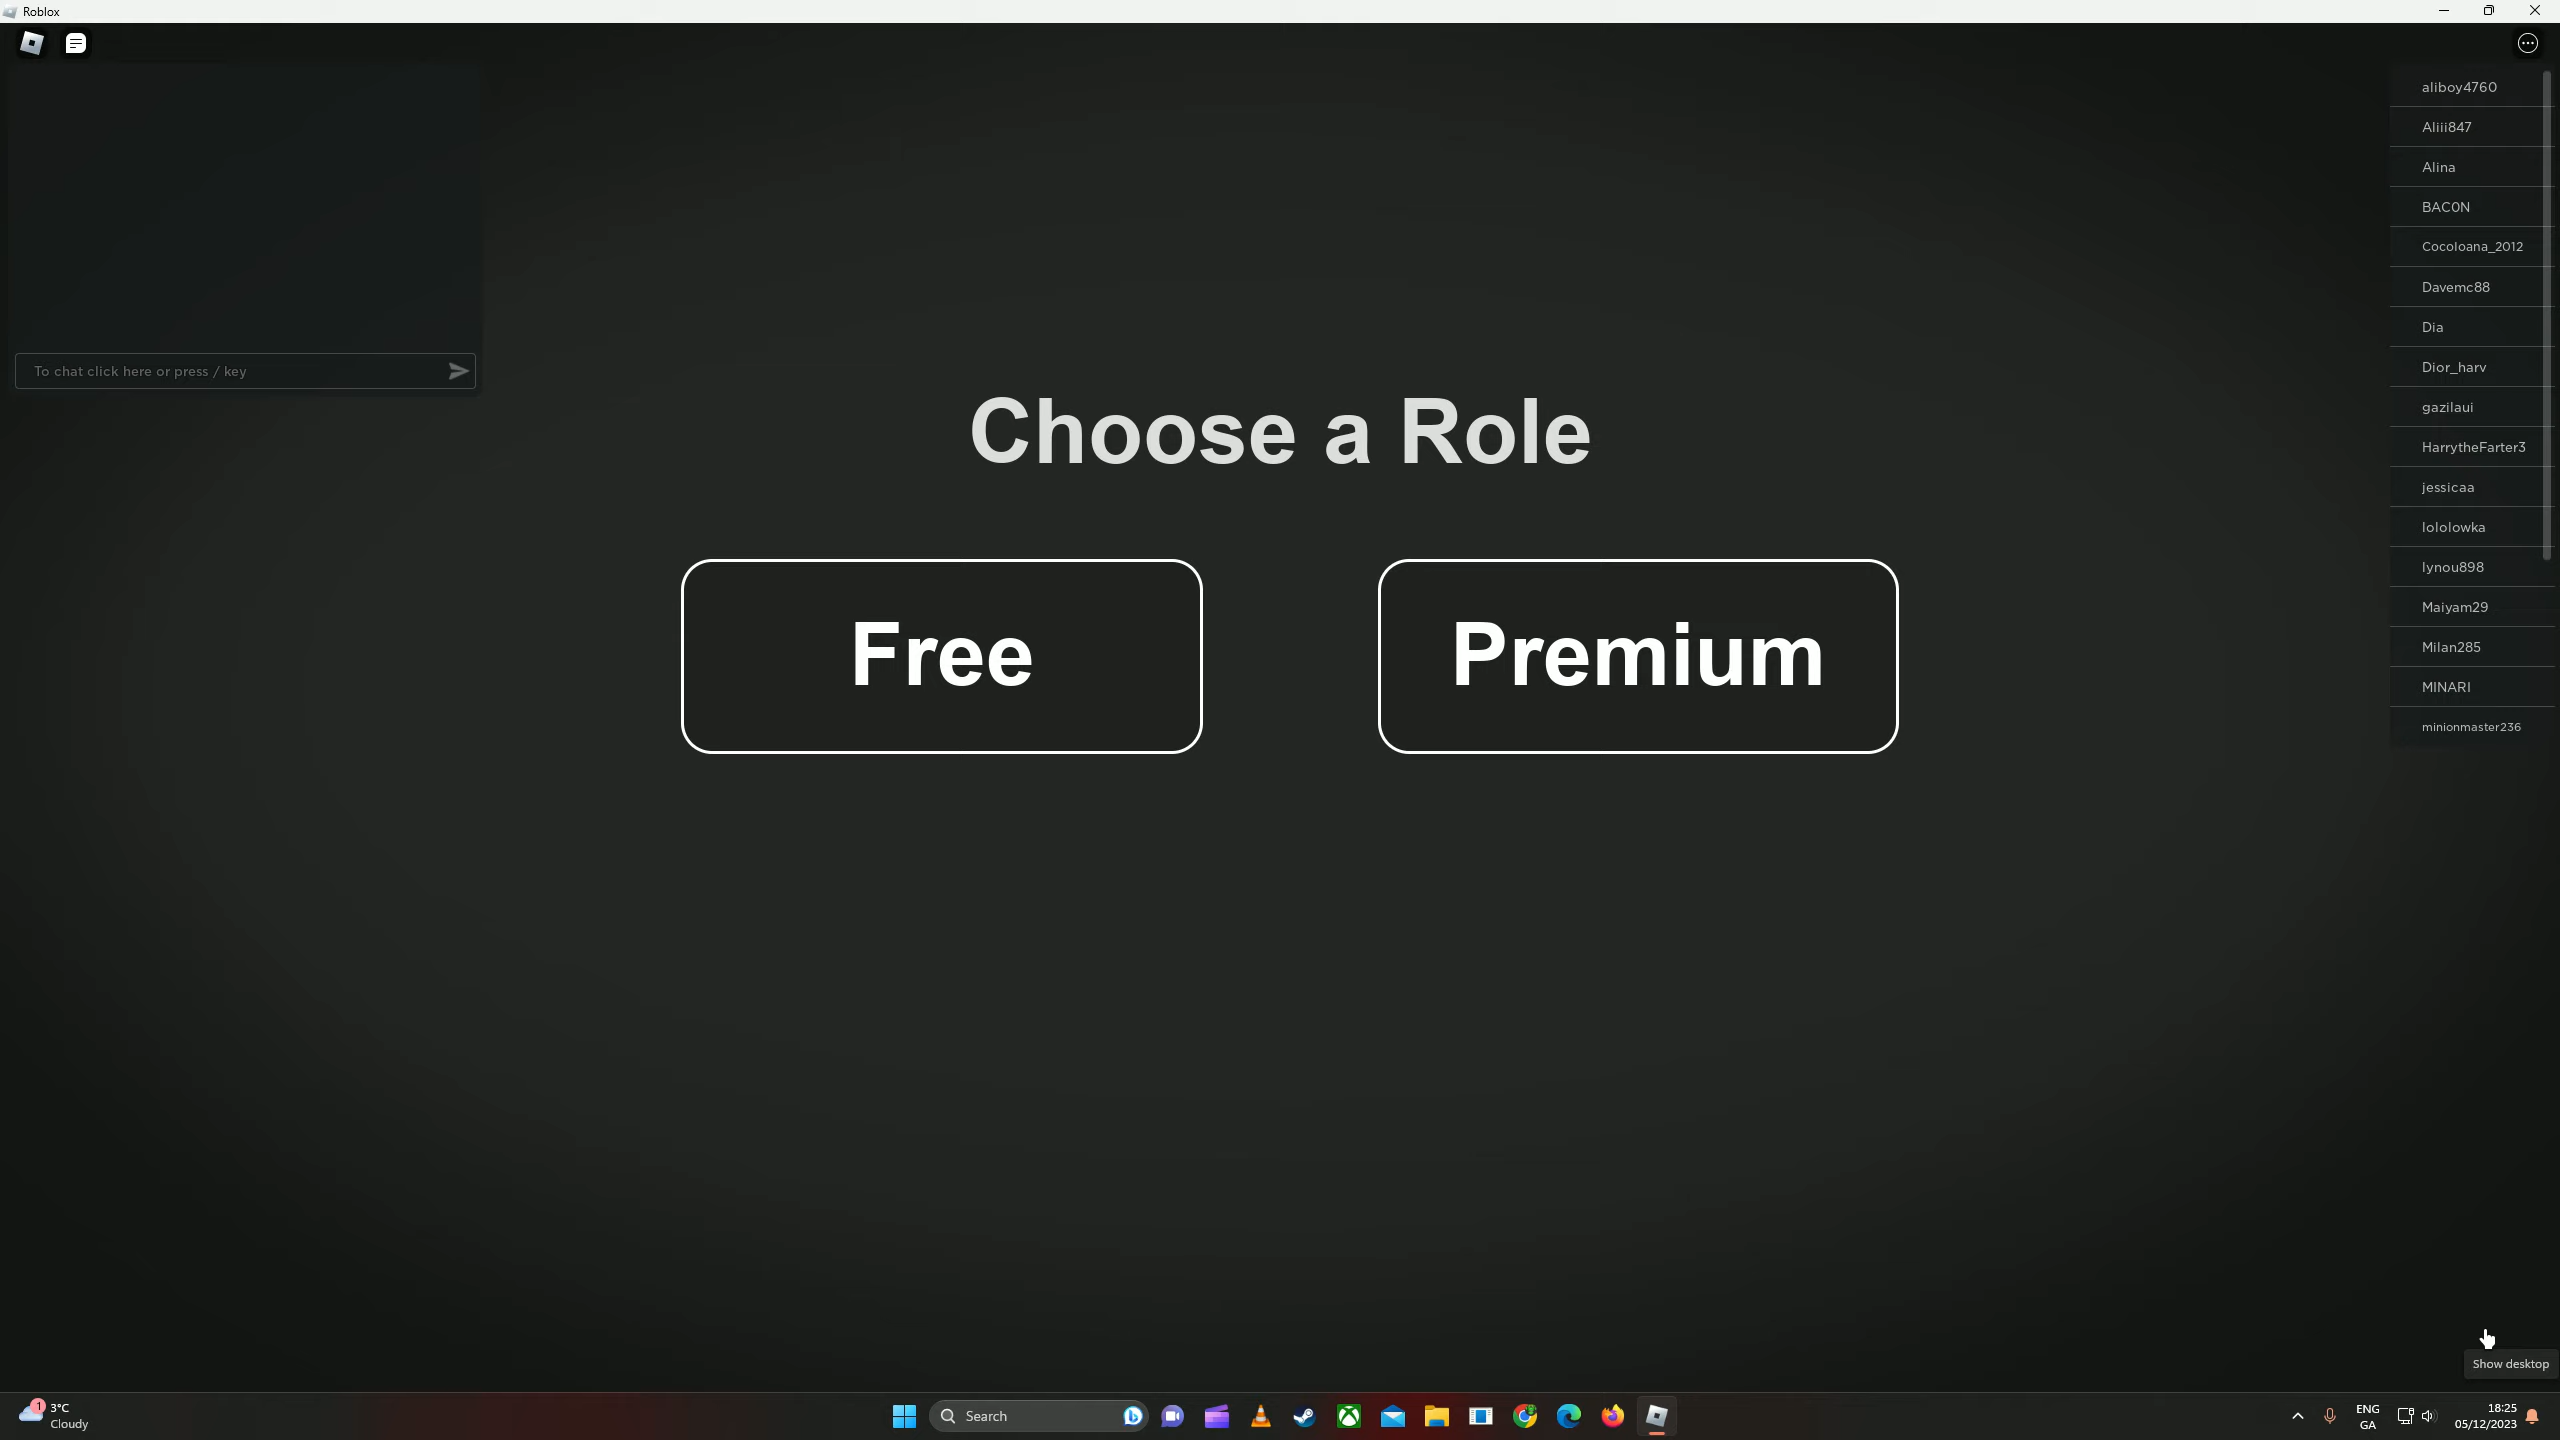 Roblox
To chat click here or press / key
aliboy4760
Aliii847
Alina
BAC0N
Cocoloana_2012
Davemc88
Dia
Dior_harv
gazilaui
HarrytheFarter3
jessicaa
lololowka
lynou898
Maiyam29
Milan285
MINARI
minionmaster236
Choose a Role
Free
Premium
Show desktop
1
3°C
Cloudy
Search
ENG
GA
18:25
05/12/2023